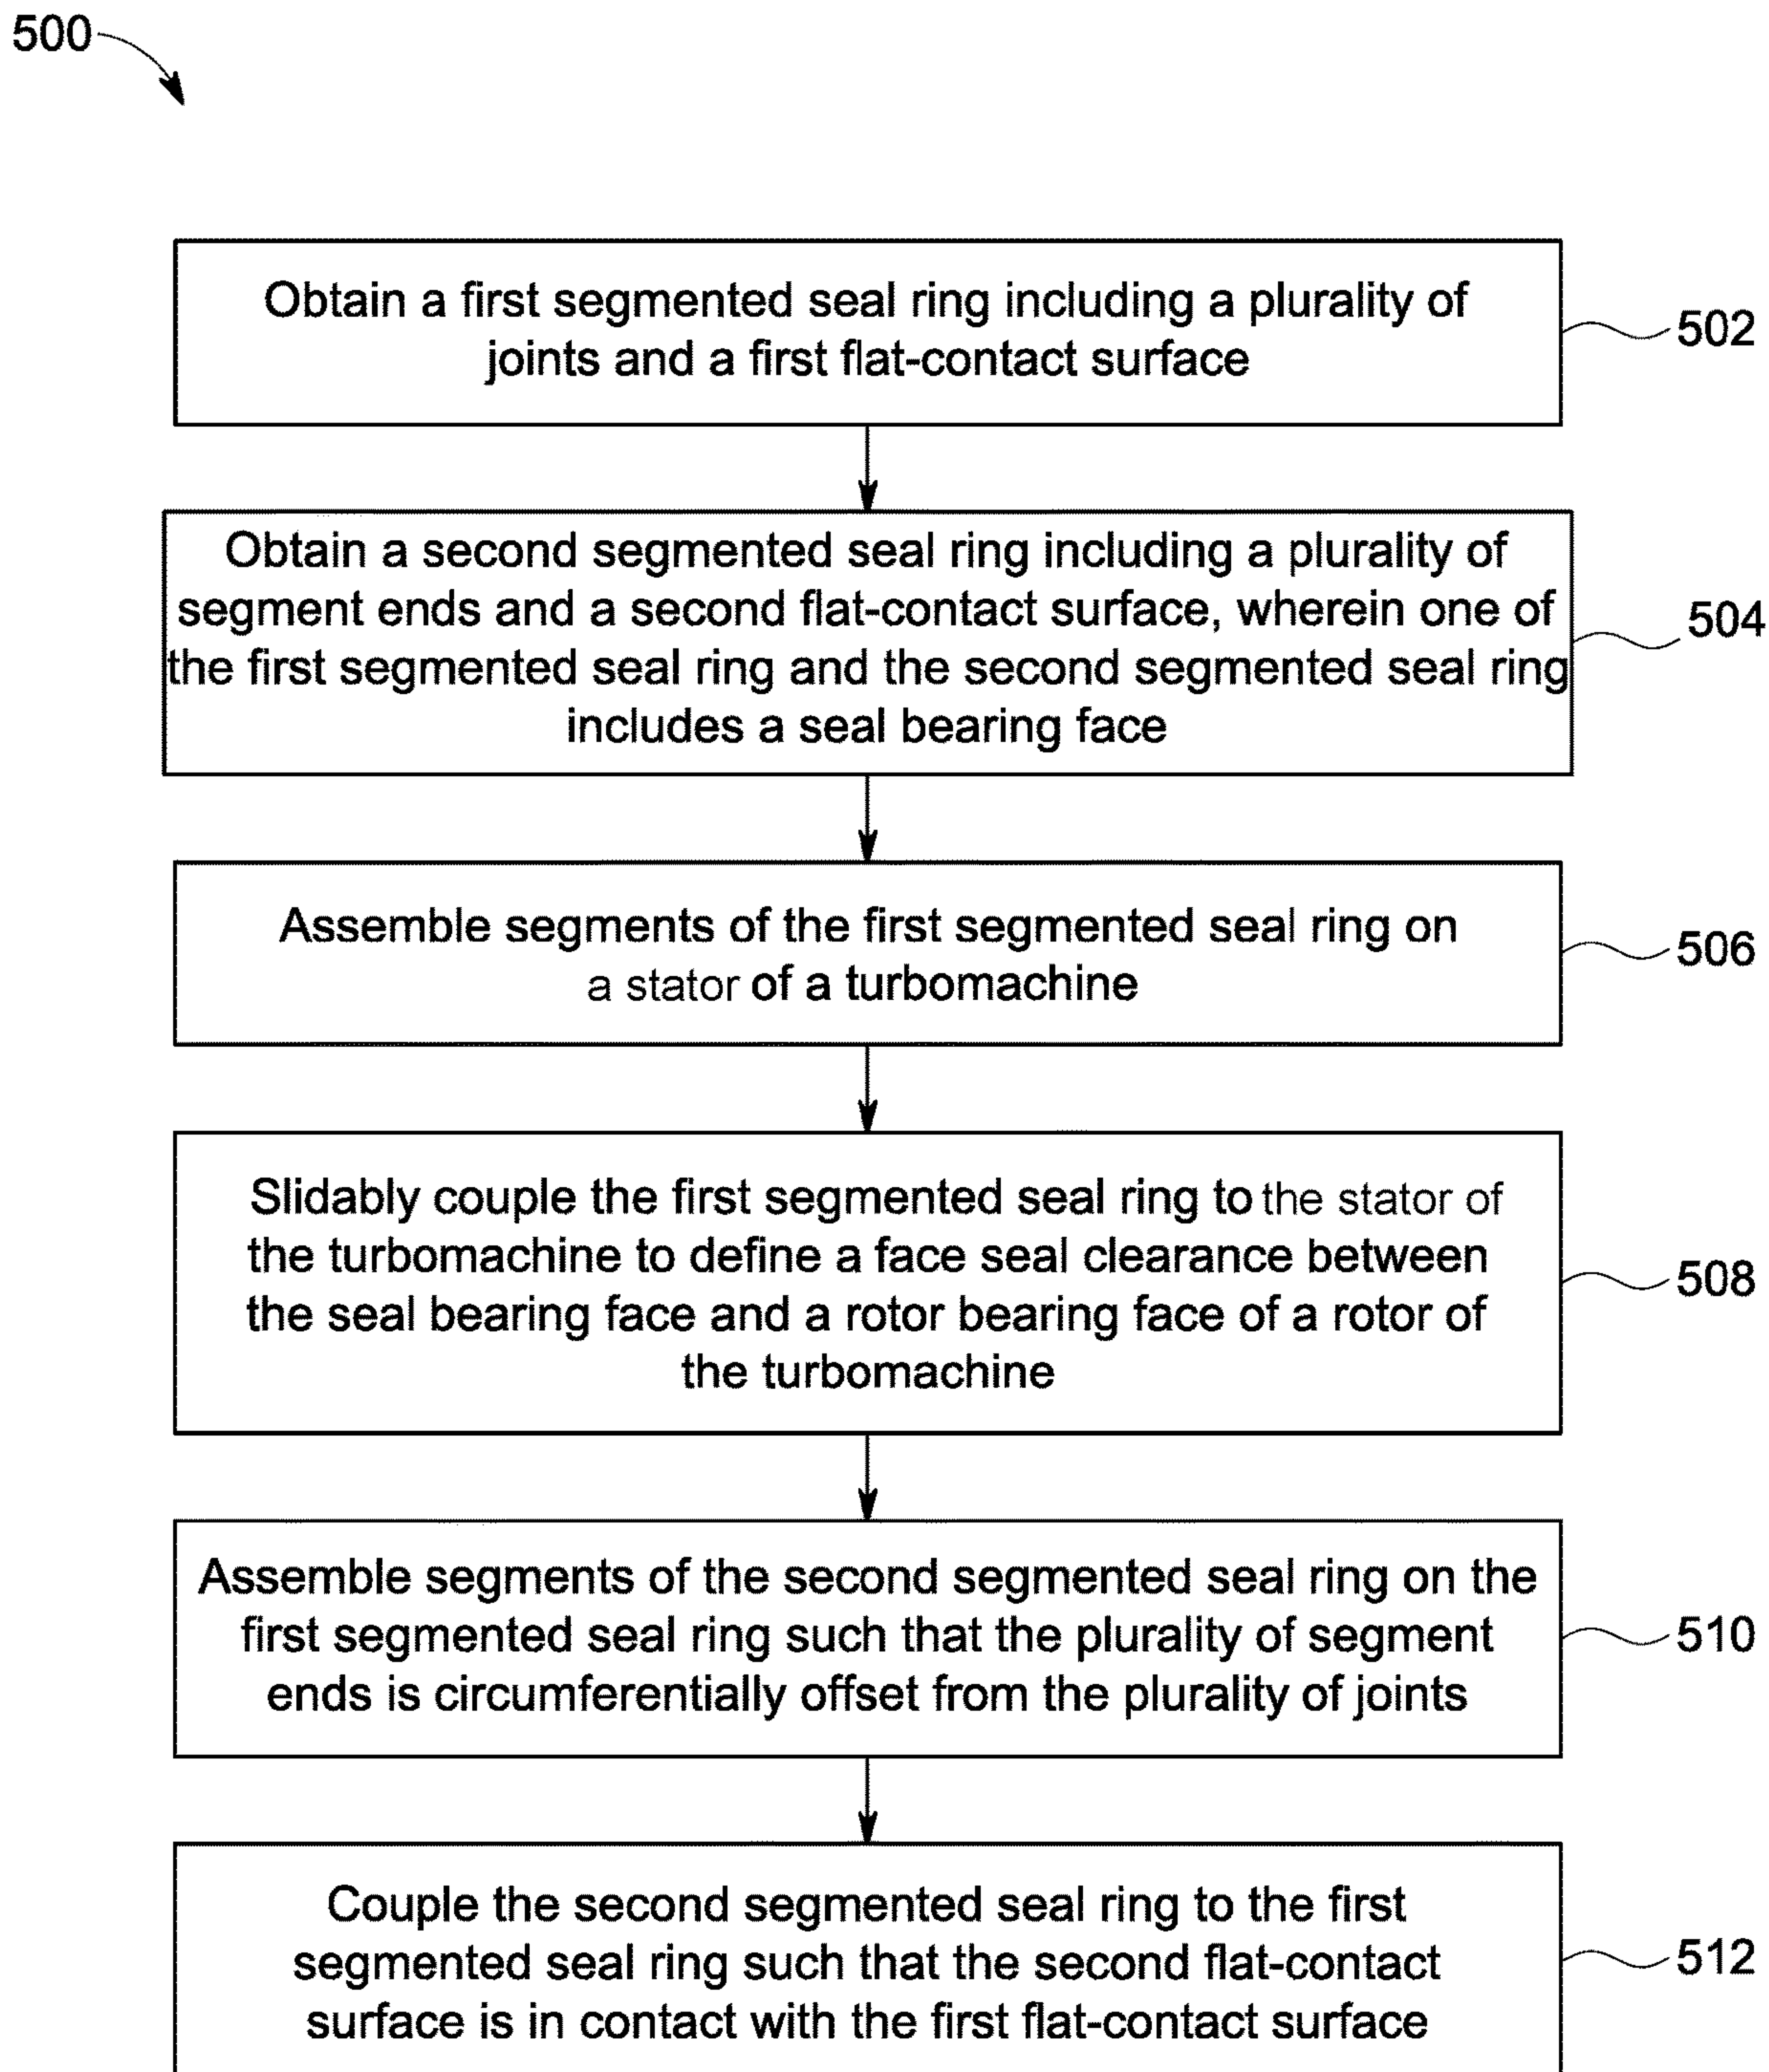 500
Obtain a first segmented seal ring including a plurality of
joints and a first flat-contact surface
502
Obtain a second segmented seal ring including a plurality of
segment ends and a second flat-contact surface, wherein one of
the first segmented seal ring and the second segmented seal ring
includes a seal bearing face
504
Assemble segments of the first segmented seal ring on
a stator of a turbomachine
506
Slidably couple the first segmented seal ring to the stator of
the turbomachine to define a face seal clearance between
the seal bearing face and a rotor bearing face of a rotor of
the turbomachine
508
Assemble segments of the second segmented seal ring on the
first segmented seal ring such that the plurality of segment
ends is circumferentially offset from the plurality of joints
510
Couple the second segmented seal ring to the first
segmented seal ring such that the second flat-contact
surface is in contact with the first flat-contact surface
512